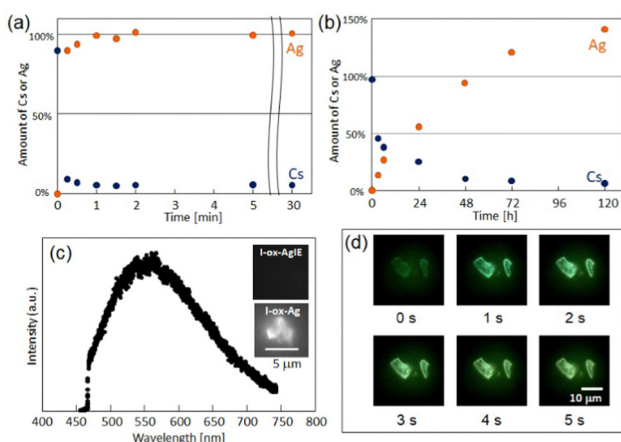 (a)
100%
50%
0%
Amount of Cs or Ag
Ag
Cs
0 1 2 5 30
Time [min]
(b)
150%
100%
50%
0%
Amount of Cs or Ag
Ag
Cs
0 24 48 72 96 120
Time [h]
(c)
I-ox-AgIE
I-ox-Ag
5 μm
Intensity (a.u.)
400 450 500 550 600 650 700 750 800
Wavelength [nm]
(d)
0 s 1 s 2 s
10 μm
3 s 4 s 5 s